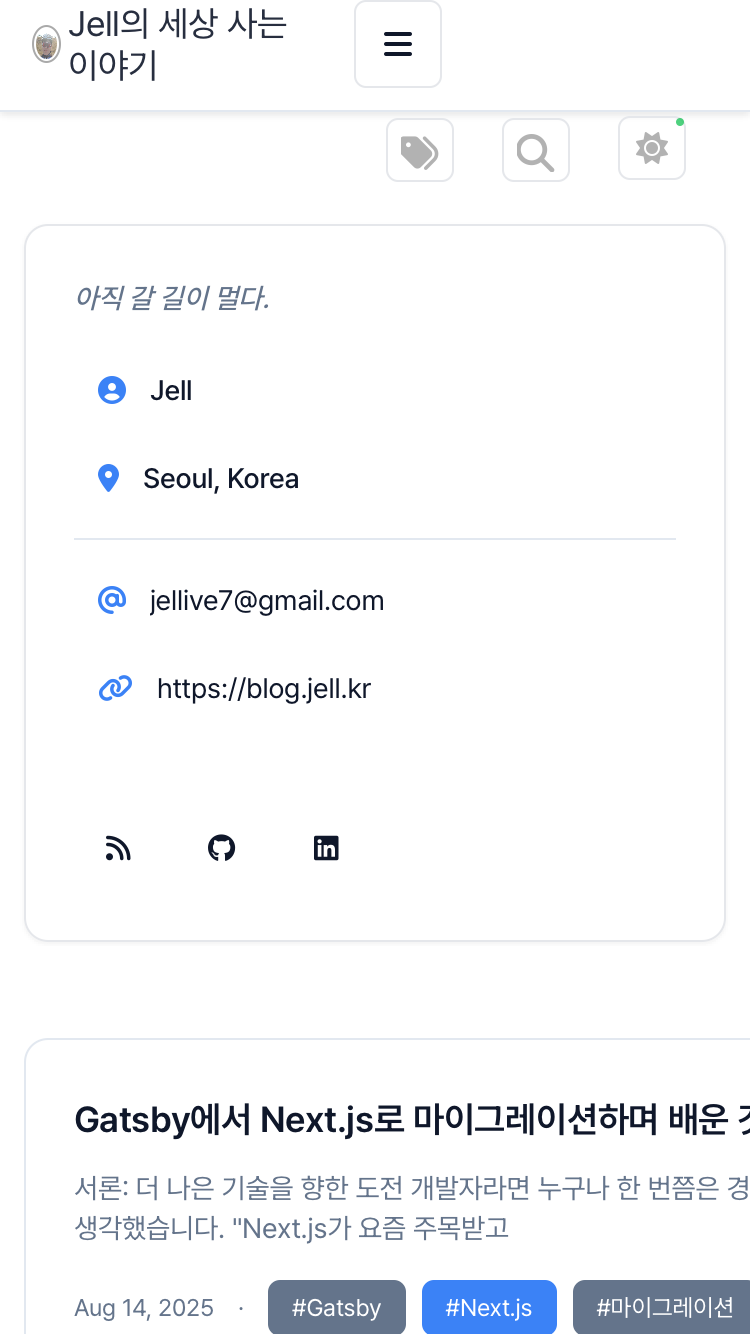 Jell의 세상 사는
이야기
아직 갈 길이 멀다.
Jell
Seoul, Korea
jellive7@gmail.com
https://blog.jell.kr
Gatsby에서 Next.js로 마이그레이션하며 배운
서론: 더 나은 기술을 향한 도전 개발자라면 누구나 한 번쯤은 경
생각했습니다. "Next.js가 요즘 주목받고
Aug 14, 2025 · #Gatsby #Next.js #마이그레이션